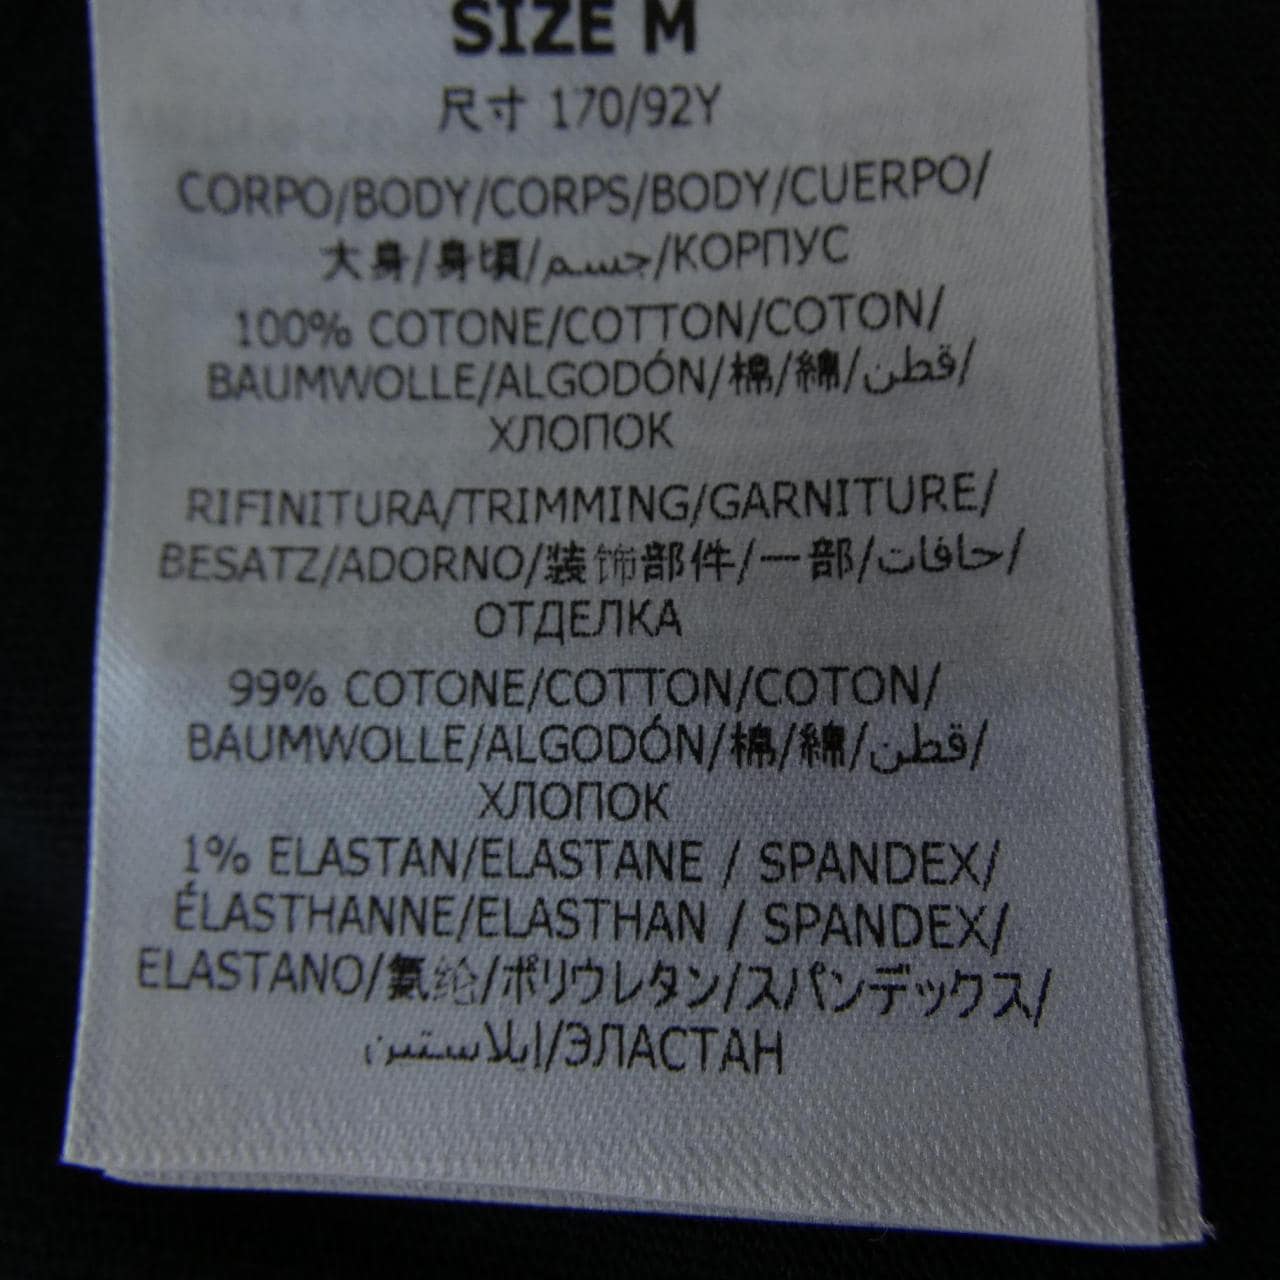 SIZE M
尺寸 170/92Y
CORPO/BODY/CORPS/BODY/CUERPO/
大身/身頃/جسم/КОРПУС
100% COTONE/COTTON/COTON/
BAUMWOLLE/ALGODÓN/棉/綿/قطن/
ХЛОПОК
RIFINITURA/TRIMMING/GARNITURE/
BESATZ/ADORNO/装饰部件/一部/حافات/
ОТДЕЛКА
99% COTONE/COTTON/COTON/
BAUMWOLLE/ALGODÓN/棉/綿/قطن/
ХЛОПОК
1% ELASTAN/ELASTANE / SPANDEX/
ÉLASTHANNE/ELASTHAN / SPANDEX/
ELASTANO/氨纶/ポリウレタン/スパンデックス/
إيلاستين/ЭЛАСТАН